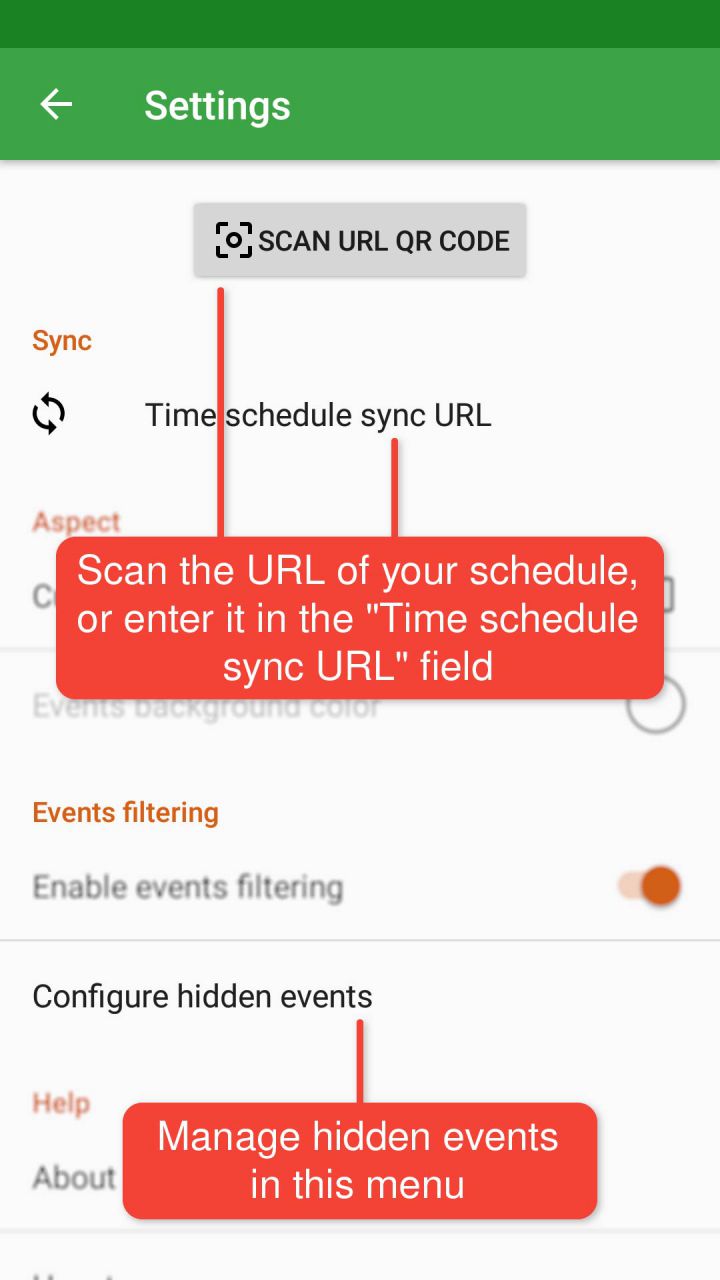 Settings
SCAN URL QR CODE
Sync
Time schedule sync URL
Aspect
Scan the URL of your schedule,
or enter it in the "Time schedule
sync URL" field
Events background color
Events filtering
Enable events filtering
Configure hidden events
Help
Manage hidden events
in this menu
About